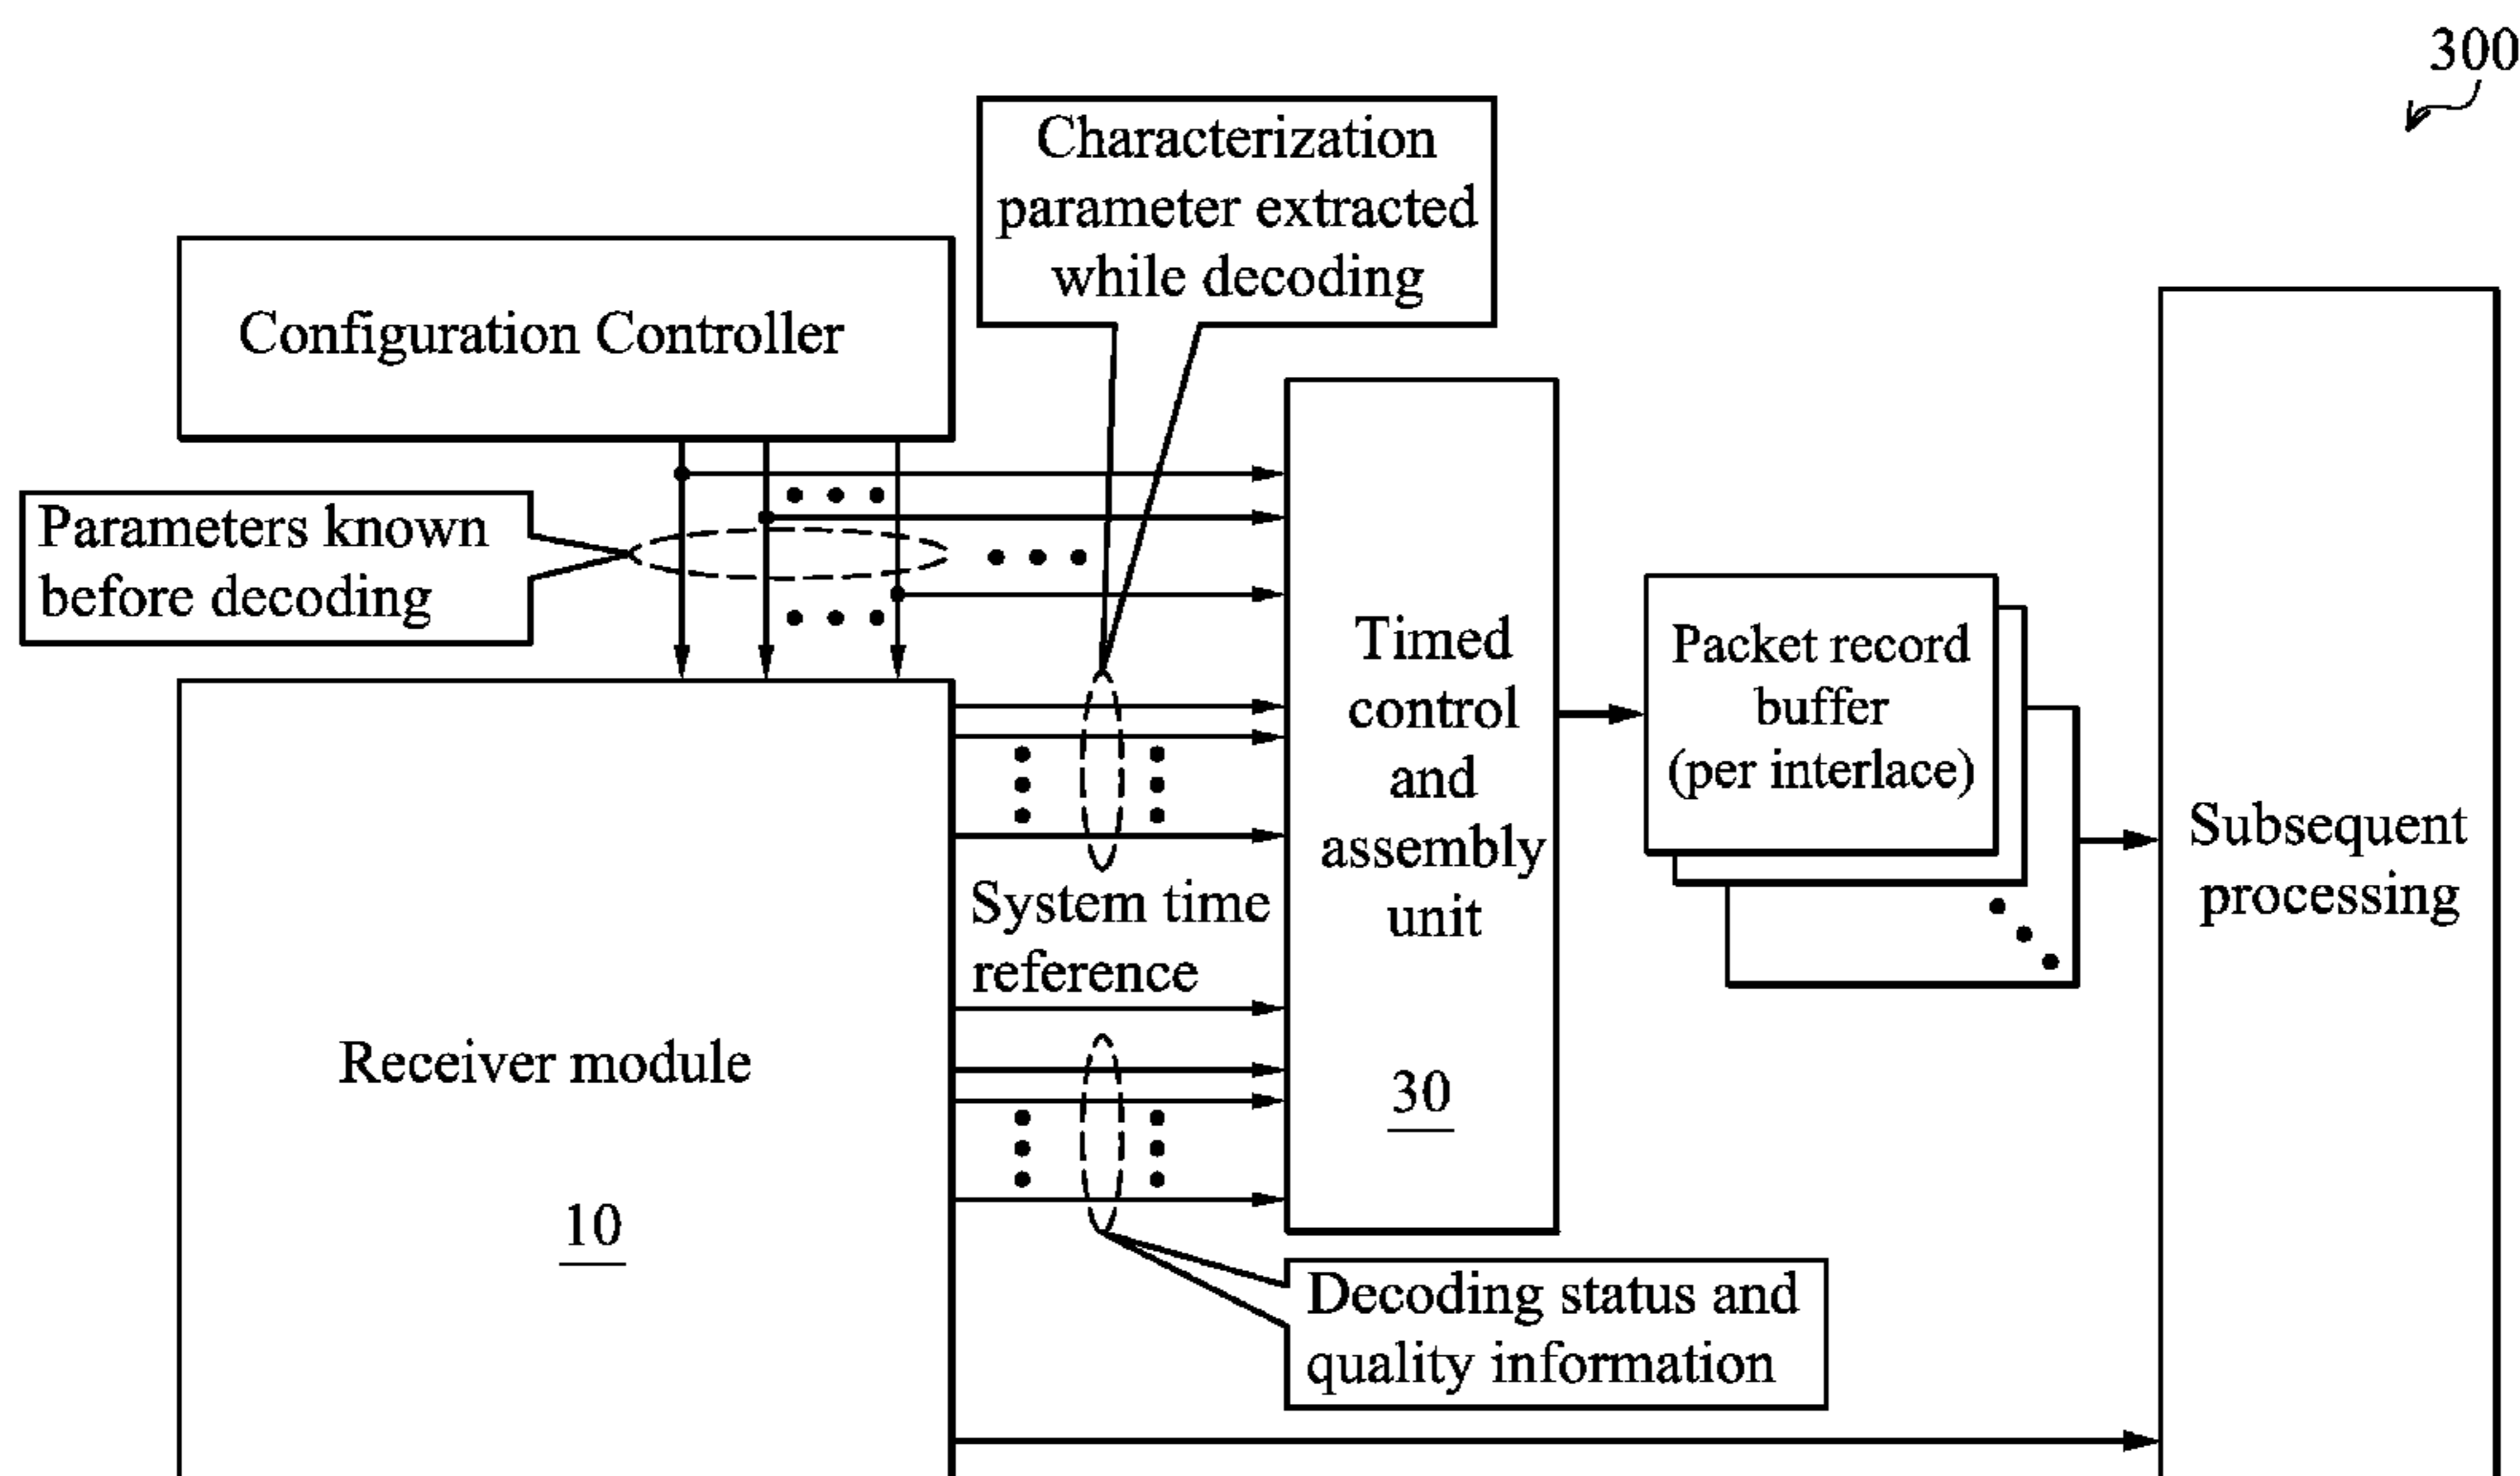 300
Characterization
parameter extracted
while decoding
Configuration Controller
Parameters known
before decoding
Timed
control
and
assembly
unit
30
Packet record
buffer
(per interlace)
Subsequent
processing
System time
reference
Receiver module
10
Decoding status and
quality information